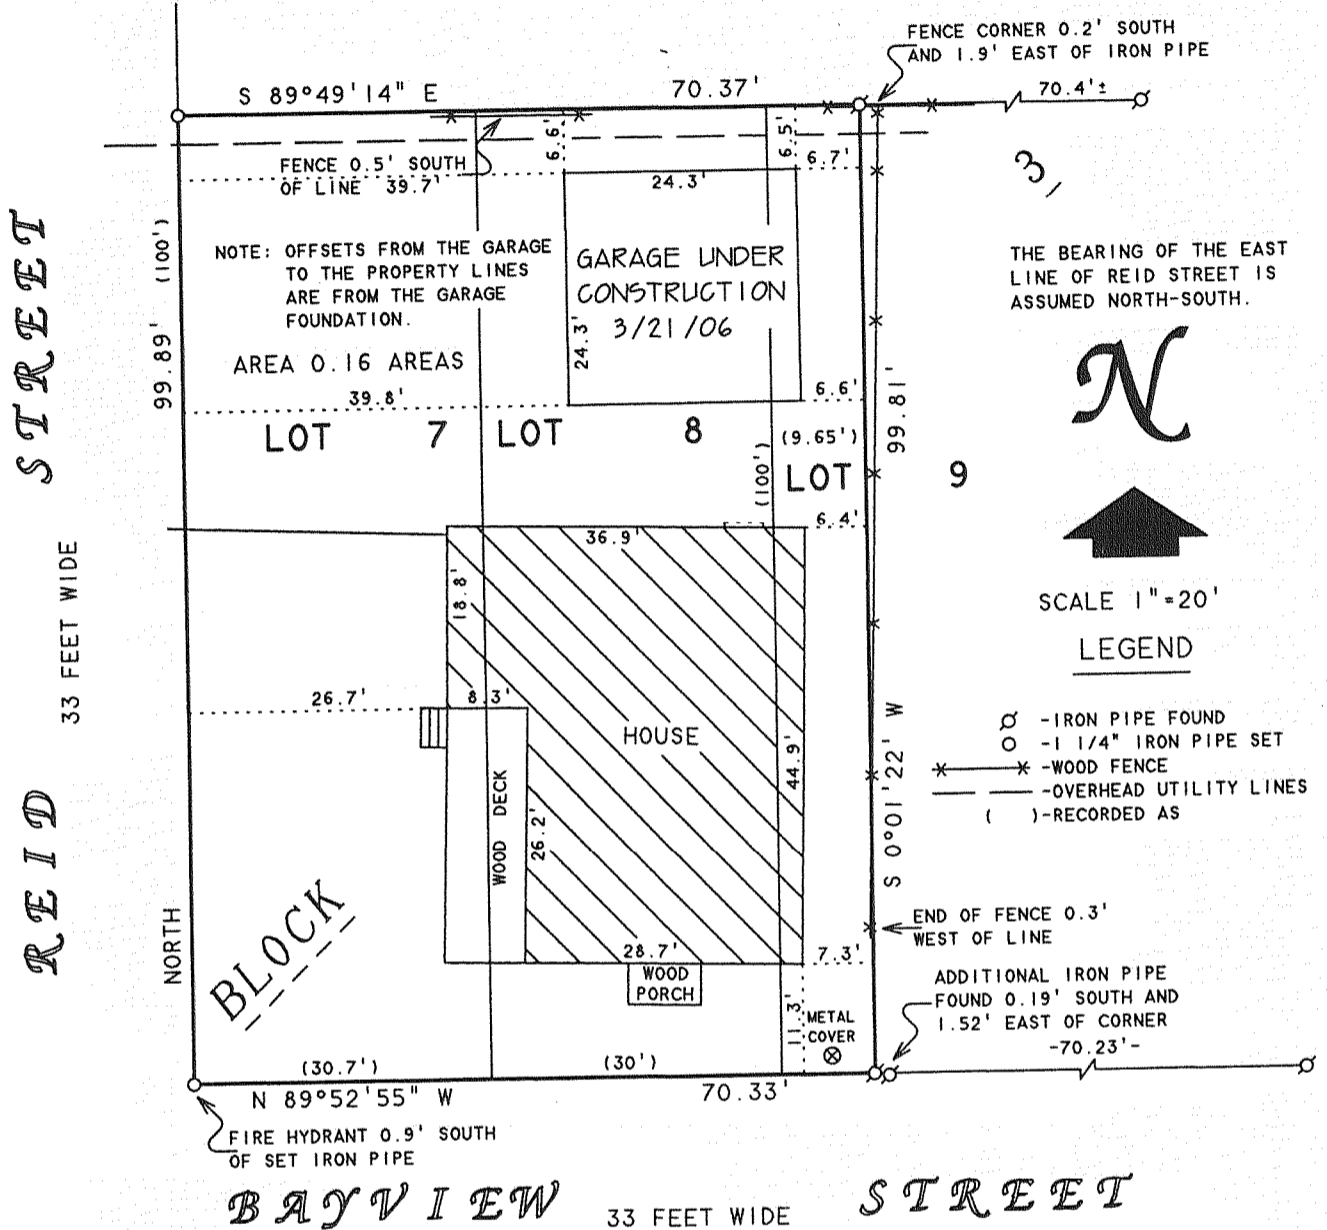 FENCE CORNER 0.2' SOUTH
AND 1.9' EAST OF IRON PIPE
S 89°49'14" E
70.37'
70.4'±
6.6'
6.5'
6.7'
FENCE 0.5' SOUTH
OF LINE 39.7'
24.3'
3,
(100')
99.89'
NOTE: OFFSETS FROM THE GARAGE
TO THE PROPERTY LINES
ARE FROM THE GARAGE
FOUNDATION.
GARAGE UNDER
CONSTRUCTION
3/21/06
24.3'
THE BEARING OF THE EAST
LINE OF REID STREET IS
ASSUMED NORTH-SOUTH.
N
AREA 0.16 AREAS
39.8'
6.6'
99.81'
LOT 7
LOT 8
(9.65')
LOT 9
(100')
6.4'
36.9'
18.8'
SCALE 1"=20'
LEGEND
-IRON PIPE FOUND
-1 1/4" IRON PIPE SET
-WOOD FENCE
-OVERHEAD UTILITY LINES
( )-RECORDED AS
REID STREET
33 FEET WIDE
26.7'
8.3'
HOUSE
44.9'
S 0°01'22" W
WOOD DECK
26.2'
NORTH
BLOCK
28.7'
7.3'
WOOD
PORCH
11.3'
METAL
COVER
END OF FENCE 0.3'
WEST OF LINE
ADDITIONAL IRON PIPE
FOUND 0.19' SOUTH AND
1.52' EAST OF CORNER
-70.23'-
(30.7')
(30')
N 89°52'55" W
70.33'
FIRE HYDRANT 0.9' SOUTH
OF SET IRON PIPE
BAYVIEW STREET
33 FEET WIDE